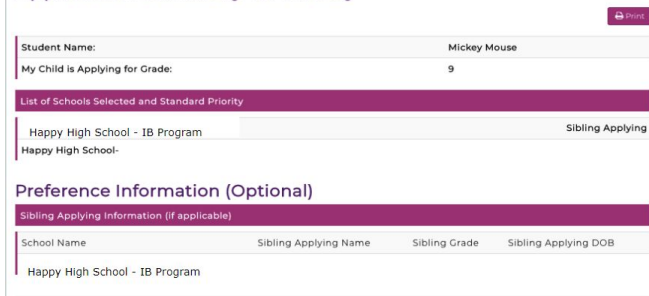 Print
Student Name: Mickey Mouse
My Child is Applying for Grade: 9
List of Schools Selected and Standard Priority
Happy High School - IB Program Sibling Applying
Happy High School-
Preference Information (Optional)
Sibling Applying Information (if applicable)
School Name Sibling Applying Name Sibling Grade Sibling Applying DOB
Happy High School - IB Program